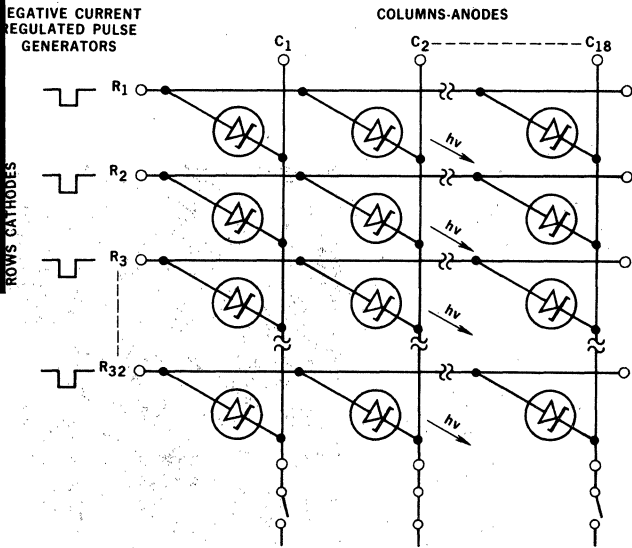 EGATIVE CURRENT
REGULATED PULSE
GENERATORS
COLUMNS-ANODES
C1
C2
C18
R1
hν
R2
ROWS CATHODES
hν
R3
hν
R32
hν